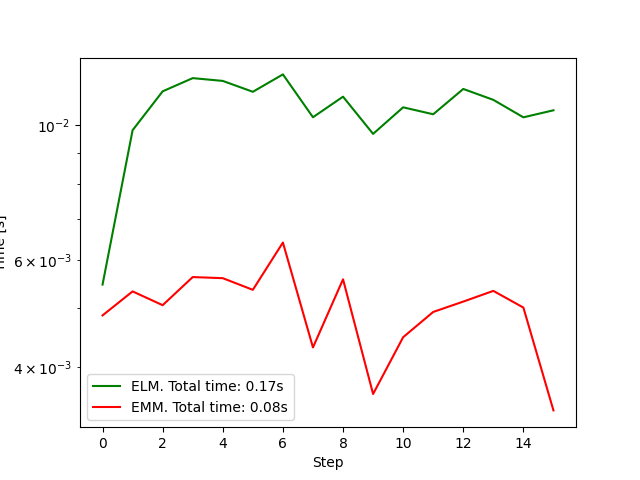 10⁻²
6 × 10⁻³
4 × 10⁻³
[s]
ELM. Total time: 0.17s
EMM. Total time: 0.08s
0 2 4 6 8 10 12 14
Step